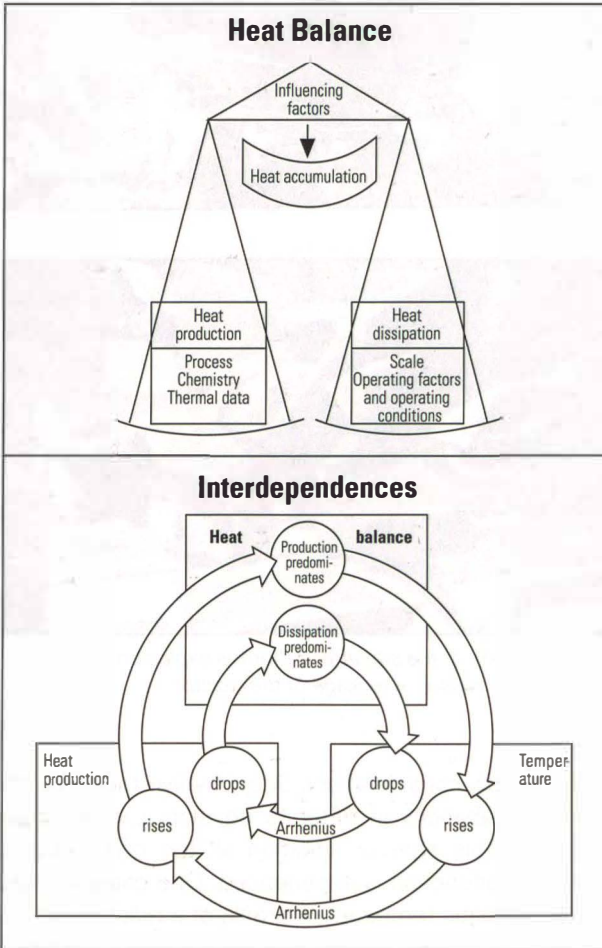 Heat Balance
Influencing
factors
Heat accumulation
Heat
production
Process
Chemistry
Thermal data
Heat
dissipation
Scale
Operating factors
and operating
conditions
Interdependences
Heat
balance
Production
predomi-
nates
Dissipation
predomi-
nates
Heat
production
Temper-
ature
drops
drops
rises
rises
Arrhenius
Arrhenius